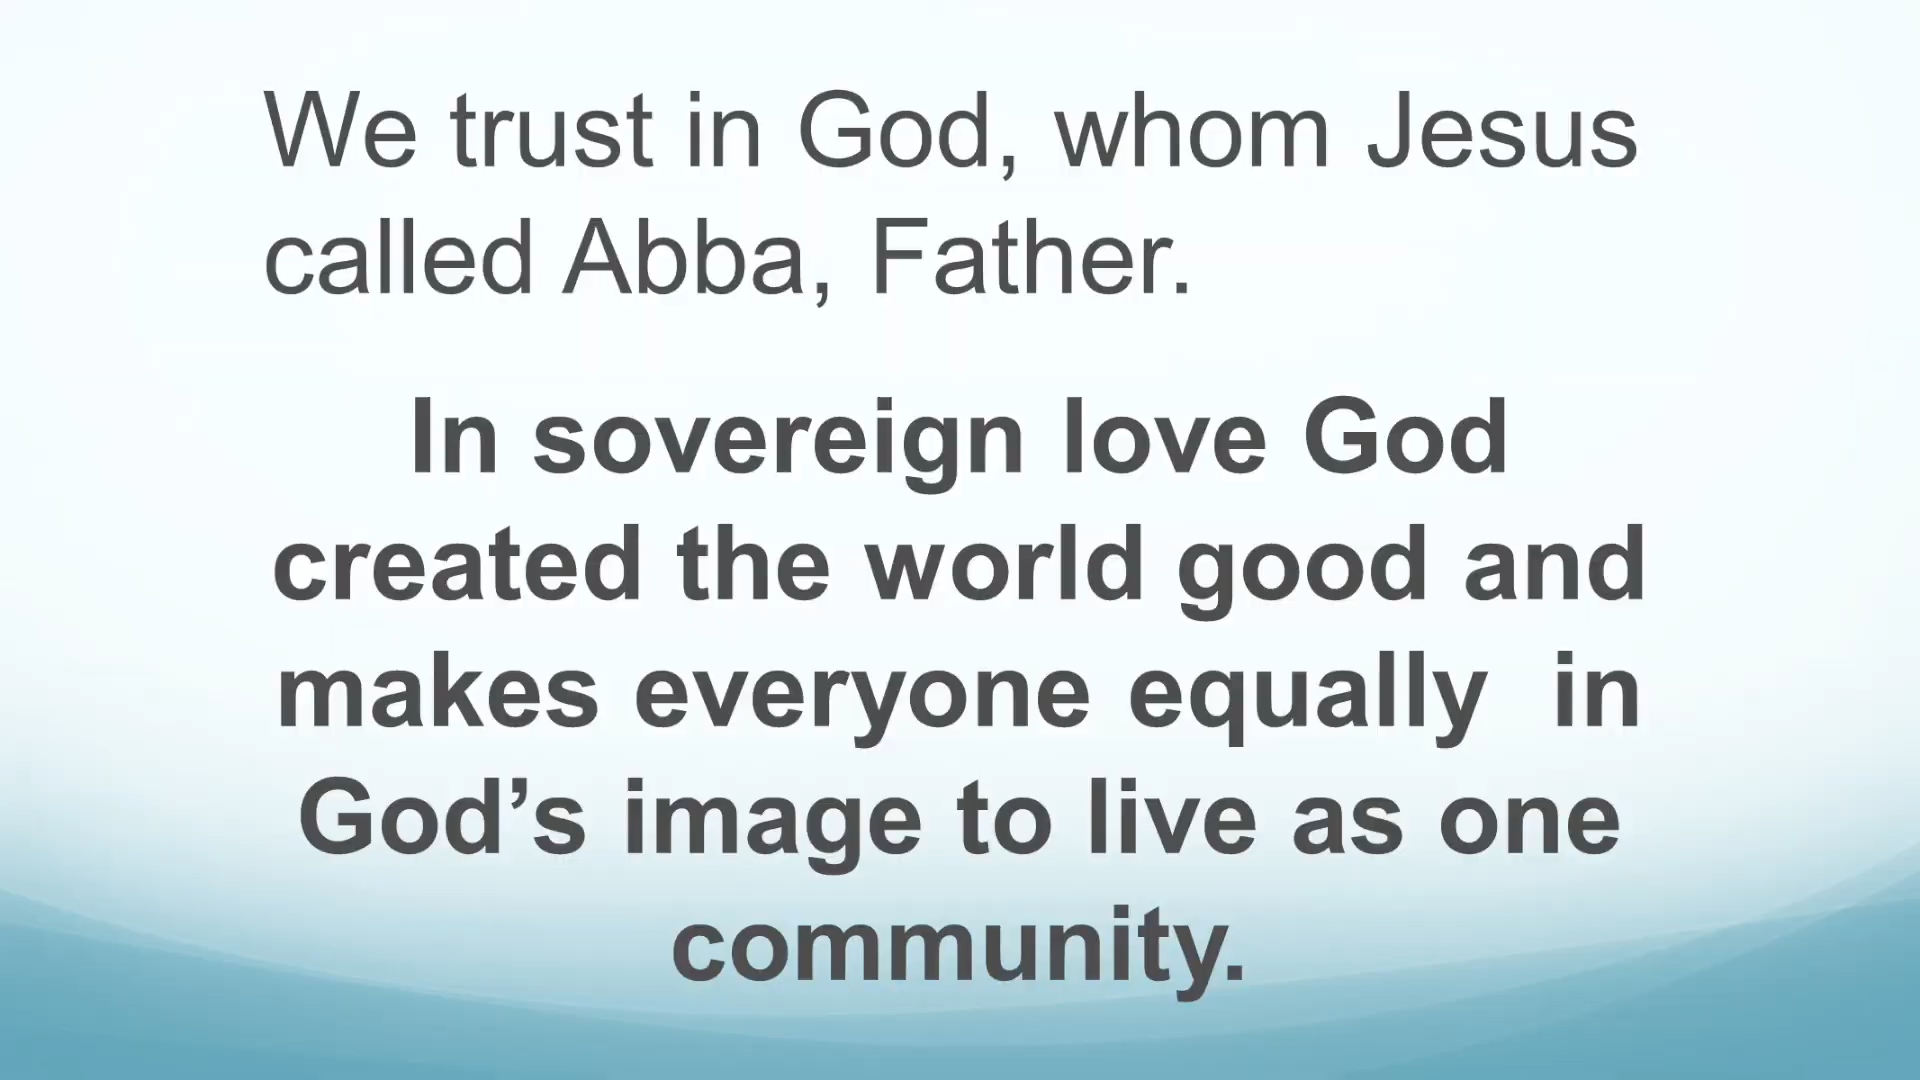 We trust in God, whom Jesus
called Abba, Father.
In sovereign love God
created the world good and
makes everyone equally  in
God’s image to live as one
community.